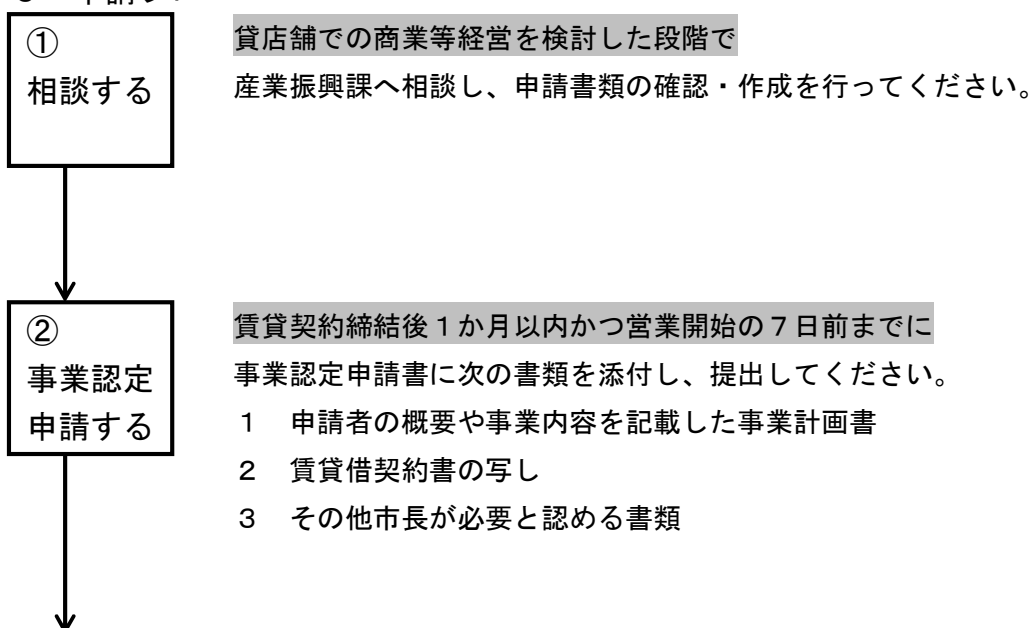 ①
相談する
貸店舗での商業等経営を検討した段階で
産業振興課へ相談し、申請書類の確認・作成を行ってください。
②
事業認定
申請する
賃貸契約締結後１か月以内かつ営業開始の７日前までに
事業認定申請書に次の書類を添付し、提出してください。
１　申請者の概要や事業内容を記載した事業計画書
２　賃貸借契約書の写し
３　その他市長が必要と認める書類